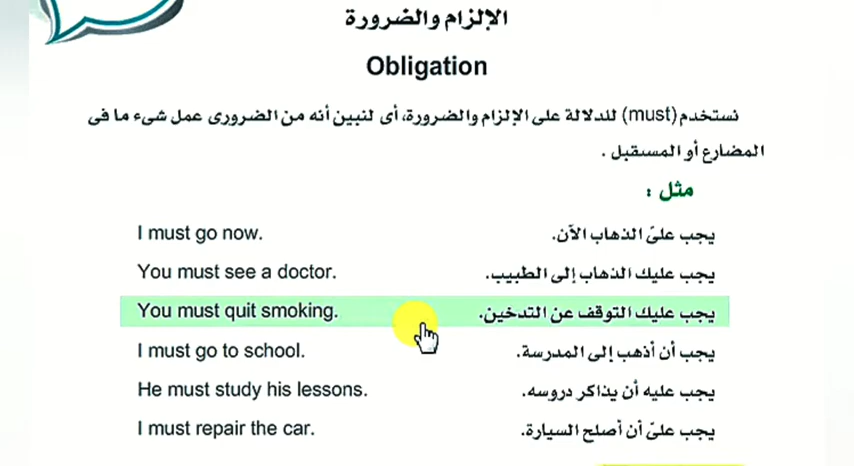 الإلزام والضرورة
Obligation
نستخدم (must) للدلالة على الإلزام والضرورة، أى لنبين أنه من الضرورى عمل شىء ما فى
المضارع أو المستقبل .
مثل :
I must go now. يجب علىّ الذهاب الآن.
You must see a doctor. يجب عليك الذهاب إلى الطبيب.
You must quit smoking. يجب عليك التوقف عن التدخين.
I must go to school. يجب أن أذهب إلى المدرسة.
He must study his lessons. يجب عليه أن يذاكر دروسه.
I must repair the car. يجب علىّ أن أصلح السيارة.